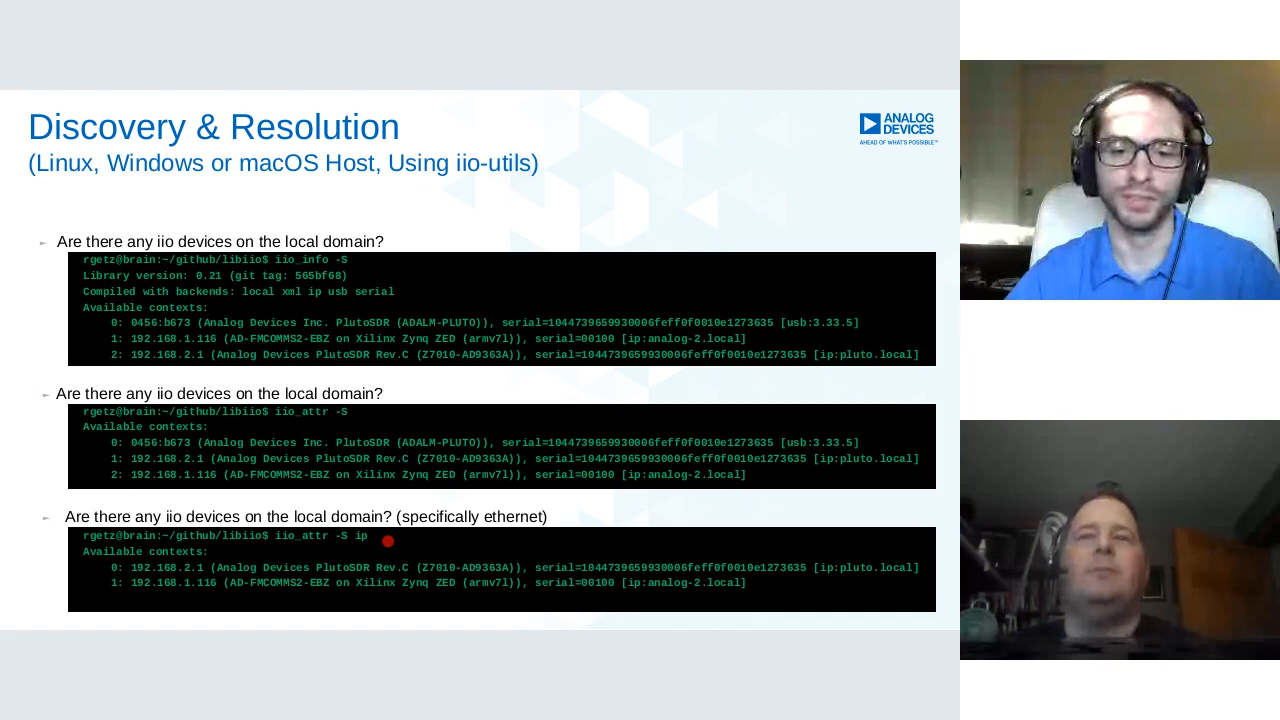 Discovery & Resolution
(Linux, Windows or macOS Host, Using iio-utils)
ANALOG
DEVICES
AHEAD OF WHAT'S POSSIBLE™
► Are there any iio devices on the local domain?
rgetz@brain:~/github/libiio$ iio_info -S
Library version: 0.21 (git tag: 565bf68)
Compiled with backends: local xml ip usb serial
Available contexts:
0: 0456:b673 (Analog Devices Inc. PlutoSDR (ADALM-PLUTO)), serial=1044739659930006feff0f0010e1273635 [usb:3.33.5]
1: 192.168.1.116 (AD-FMCOMMS2-EBZ on Xilinx Zynq ZED (armv7l)), serial=00100 [ip:analog-2.local]
2: 192.168.2.1 (Analog Devices PlutoSDR Rev.C (Z7010-AD9363A)), serial=1044739659930006feff0f0010e1273635 [ip:pluto.local]
► Are there any iio devices on the local domain?
rgetz@brain:~/github/libiio$ iio_attr -S
Available contexts:
0: 0456:b673 (Analog Devices Inc. PlutoSDR (ADALM-PLUTO)), serial=1044739659930006feff0f0010e1273635 [usb:3.33.5]
1: 192.168.2.1 (Analog Devices PlutoSDR Rev.C (Z7010-AD9363A)), serial=1044739659930006feff0f0010e1273635 [ip:pluto.local]
2: 192.168.1.116 (AD-FMCOMMS2-EBZ on Xilinx Zynq ZED (armv7l)), serial=00100 [ip:analog-2.local]
► Are there any iio devices on the local domain? (specifically ethernet)
rgetz@brain:~/github/libiio$ iio_attr -S ip
Available contexts:
0: 192.168.2.1 (Analog Devices PlutoSDR Rev.C (Z7010-AD9363A)), serial=1044739659930006feff0f0010e1273635 [ip:pluto.local]
1: 192.168.1.116 (AD-FMCOMMS2-EBZ on Xilinx Zynq ZED (armv7l)), serial=00100 [ip:analog-2.local]